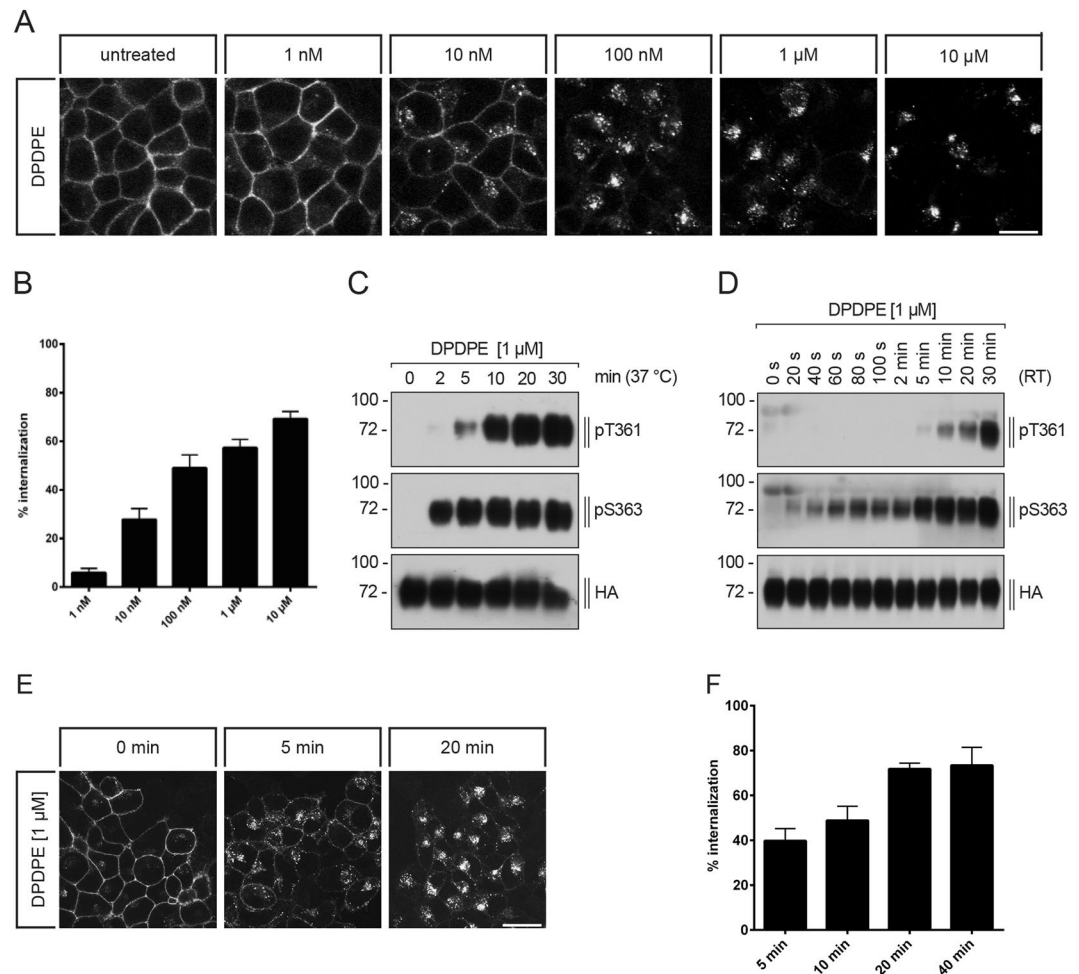 A
untreated 1 nM 10 nM 100 nM 1 µM 10 µM
DPDPE
B
% internalization
100
80
60
40
20
0
1 nM 10 nM 100 nM 1 µM 10 µM
C
DPDPE [1 µM]
0 2 5 10 20 30 min (37 °C)
100 -
72 - pT361
100 -
72 - pS363
100 -
72 - HA
D
DPDPE [1 µM]
0 s 20 s 40 s 60 s 80 s 100 s 2 min 5 min 10 min 20 min 30 min (RT)
100 -
72 - pT361
100 -
72 - pS363
100 -
72 - HA
E
0 min 5 min 20 min
DPDPE [1 µM]
F
% internalization
100
80
60
40
20
0
5 min 10 min 20 min 40 min